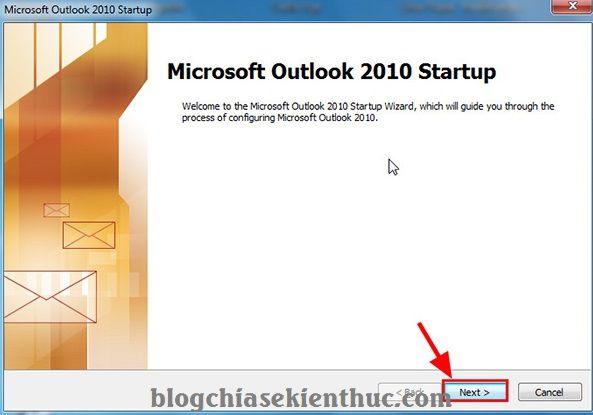 Microsoft Outlook 2010 Startup
Microsoft Outlook 2010 Startup
Welcome to the Microsoft Outlook 2010 Startup Wizard, which will guide you through the
process of configuring Microsoft Outlook 2010.
< Back
Next >
Cancel
blogchiasekienthuc.com